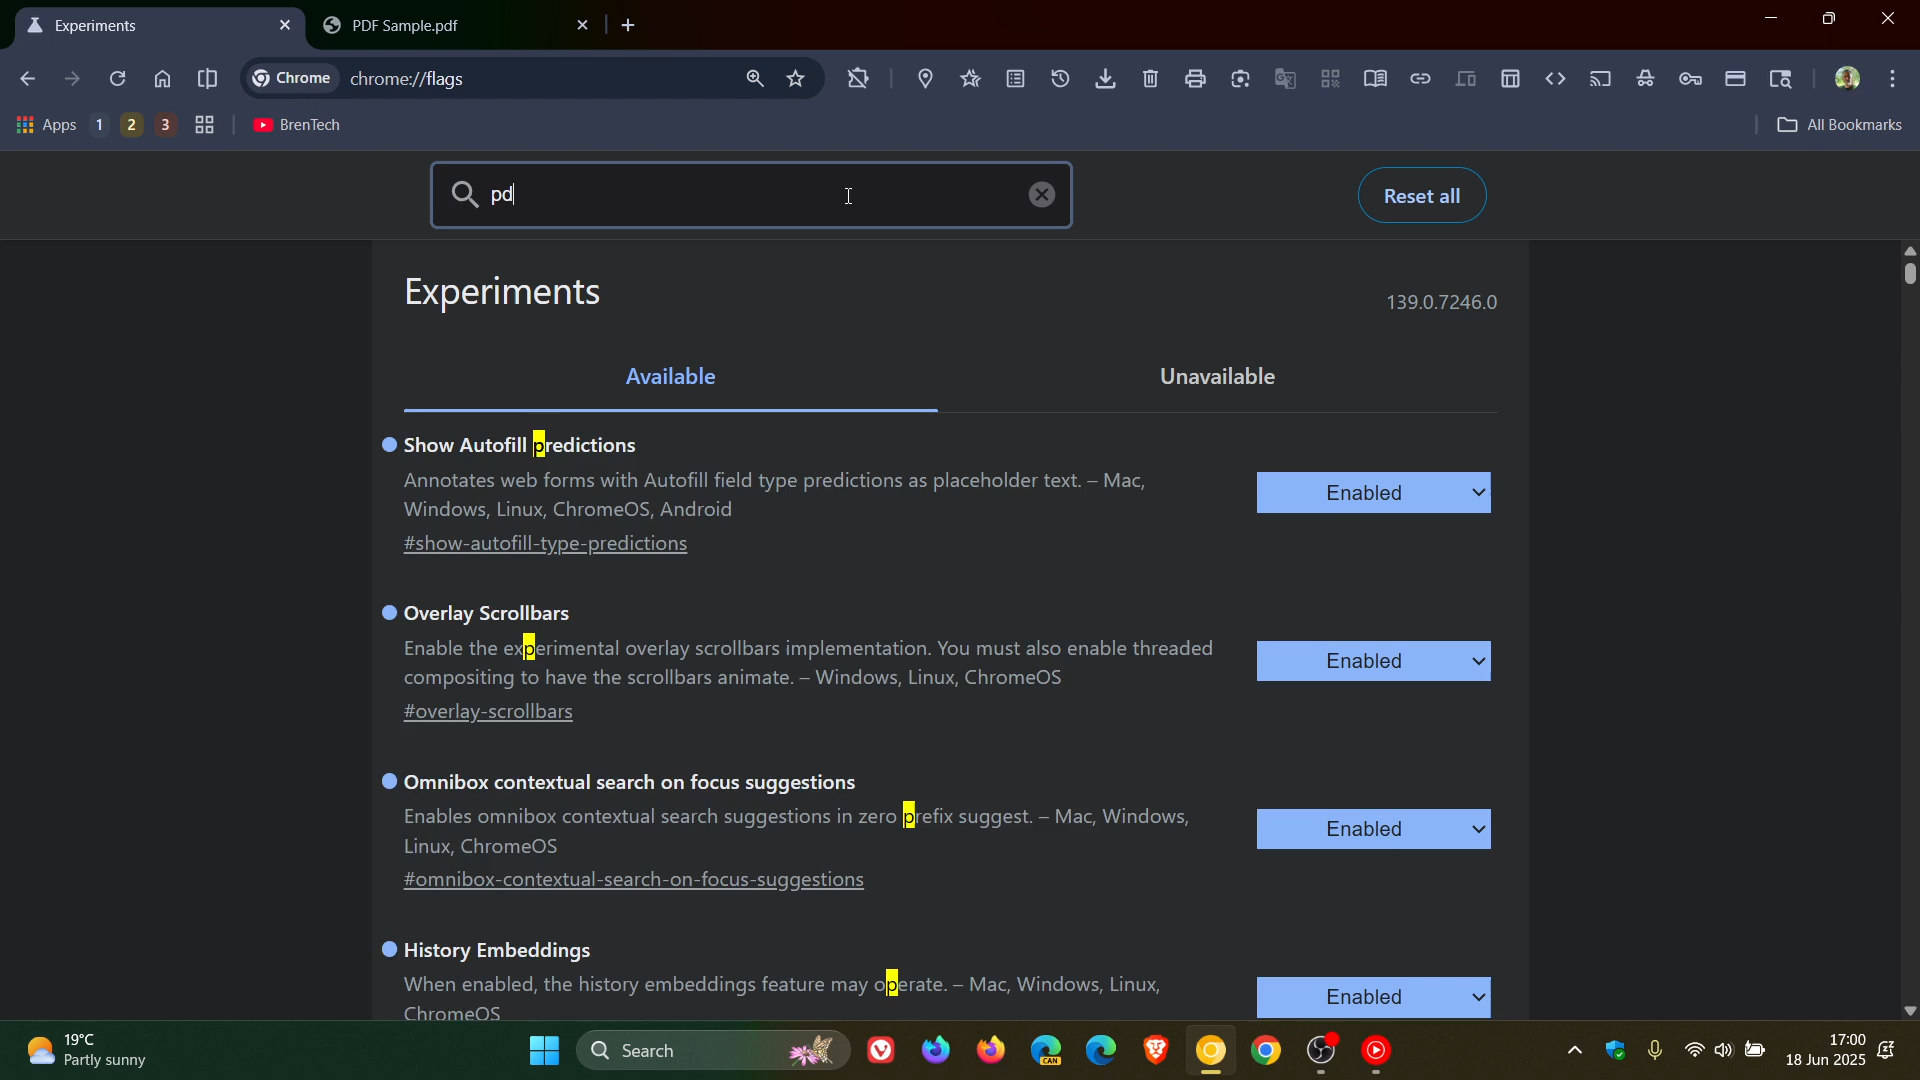 Experiments
PDF Sample.pdf
Chrome
chrome://flags
Apps
1
2
3
BrenTech
All Bookmarks
pd
Reset all
Experiments
139.0.7246.0
Available
Unavailable
Show Autofill predictions
Annotates web forms with Autofill field type predictions as placeholder text. – Mac,
Windows, Linux, ChromeOS, Android
#show-autofill-type-predictions
Enabled
Overlay Scrollbars
Enable the experimental overlay scrollbars implementation. You must also enable threaded
compositing to have the scrollbars animate. – Windows, Linux, ChromeOS
#overlay-scrollbars
Enabled
Omnibox contextual search on focus suggestions
Enables omnibox contextual search suggestions in zero prefix suggest. – Mac, Windows,
Linux, ChromeOS
#omnibox-contextual-search-on-focus-suggestions
Enabled
History Embeddings
When enabled, the history embeddings feature may operate. – Mac, Windows, Linux,
ChromeOS
Enabled
19°C
Partly sunny
Search
CAN
17:00
18 Jun 2025